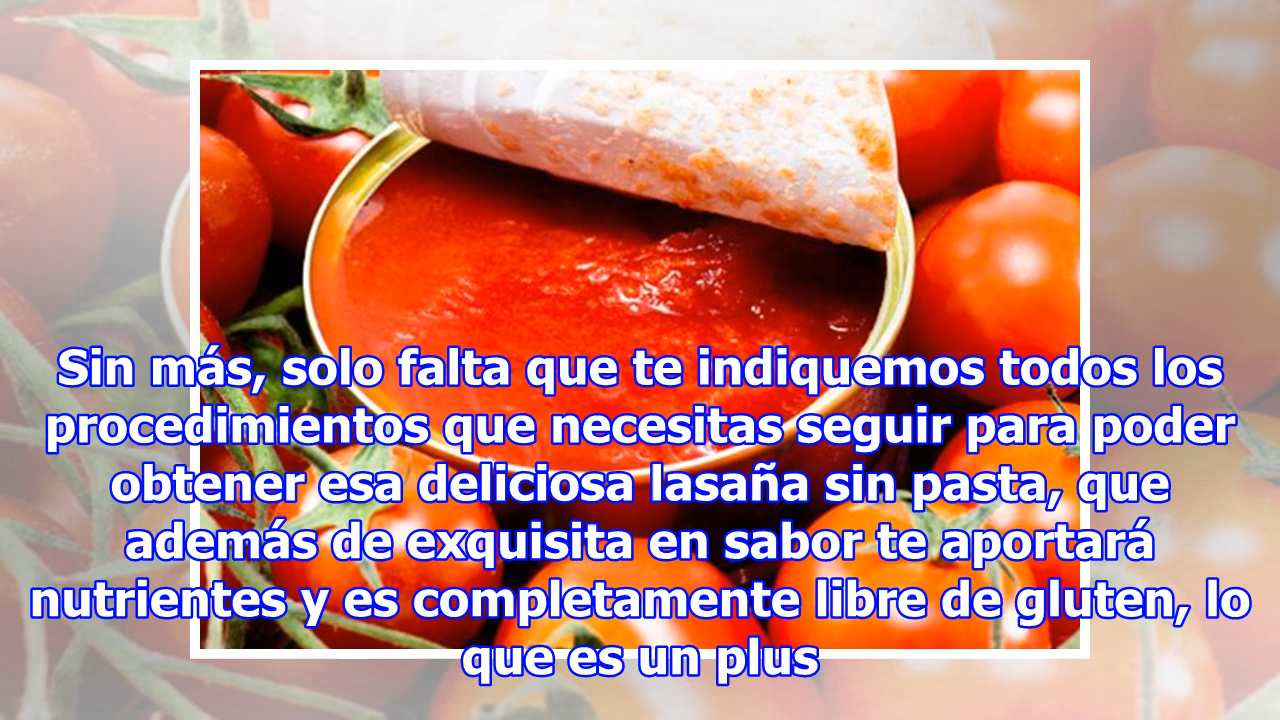 Sin más, solo falta que te indiquemos todos los
procedimientos que necesitas seguir para poder
obtener esa deliciosa lasaña sin pasta, que
además de exquisita en sabor te aportará
nutrientes y es completamente libre de gluten, lo
que es un plus